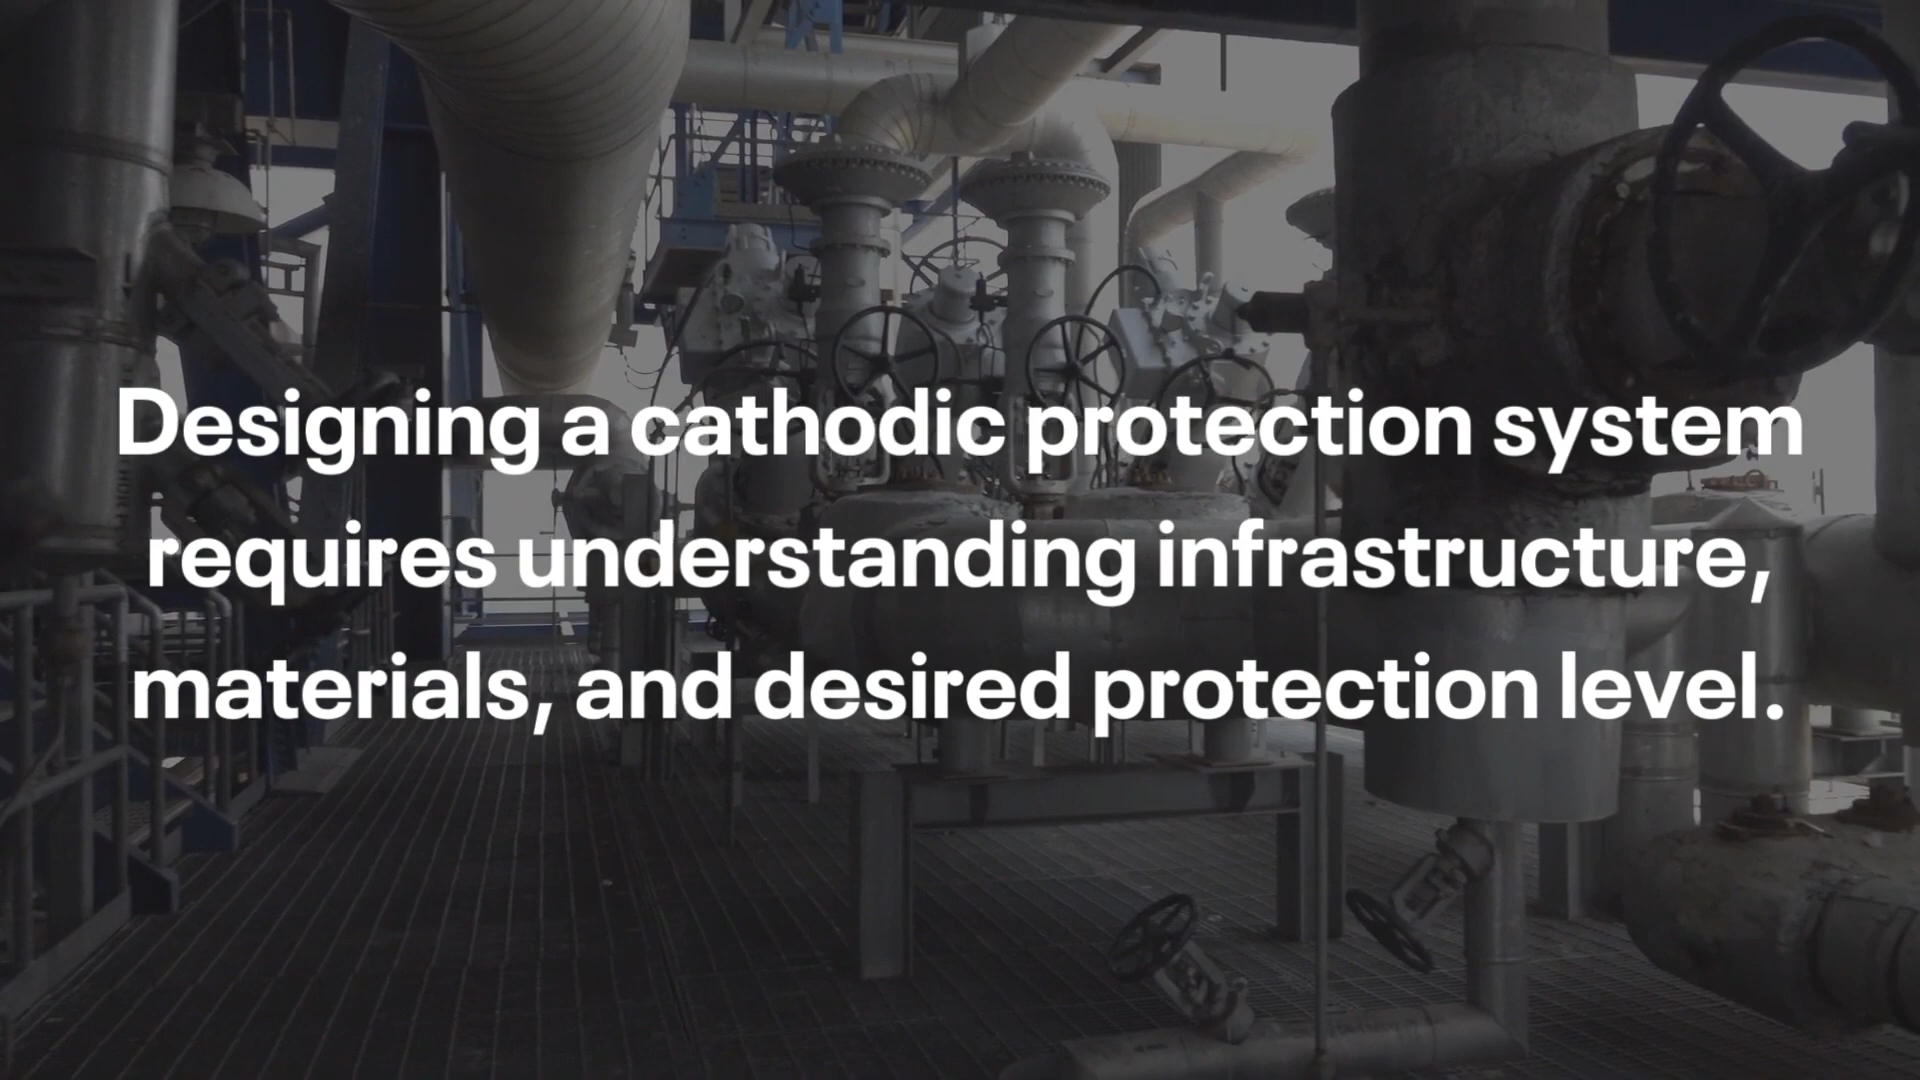 Designing a cathodic protection system
requires understanding infrastructure,
materials, and desired protection level.